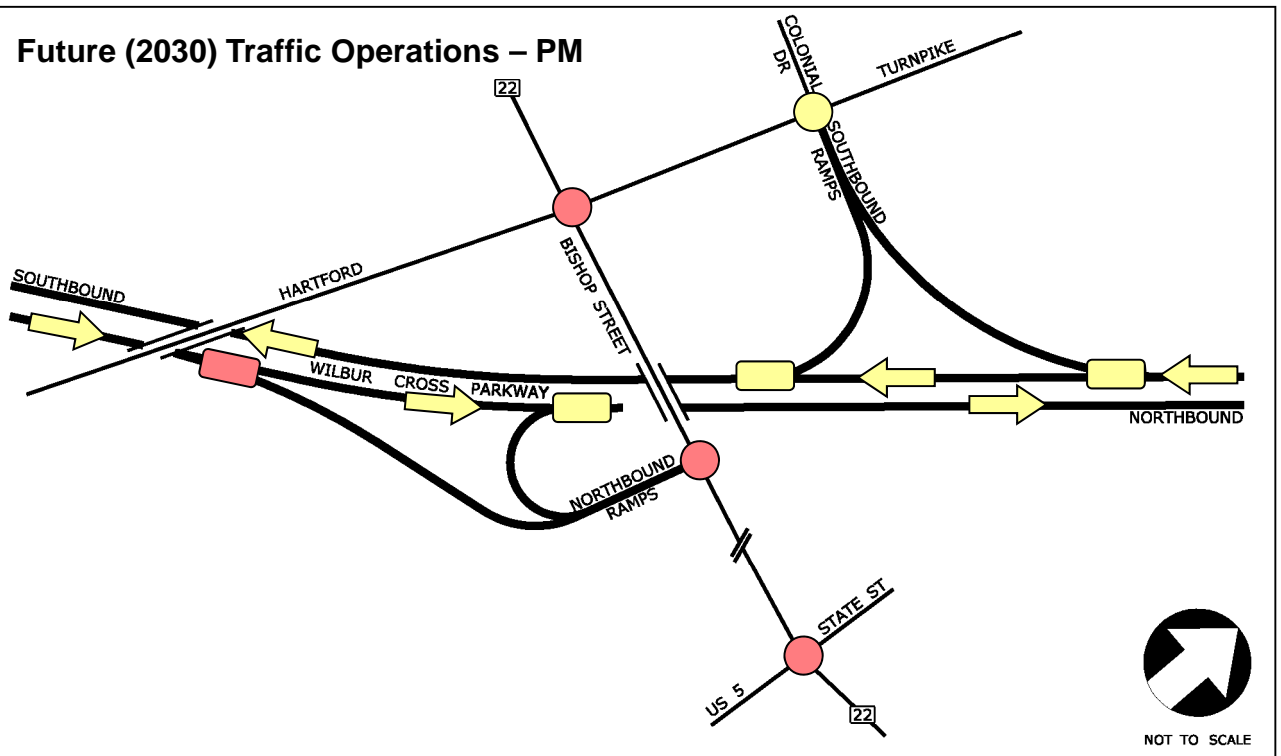 Future (2030) Traffic Operations – PM
COLONIAL
DR
TURNPIKE
22
SOUTHBOUND
RAMPS
BISHOP STREET
HARTFORD
SOUTHBOUND
WILBUR CROSS PARKWAY
NORTHBOUND
NORTHBOUND
RAMPS
STATE ST
US 5
22
NOT TO SCALE